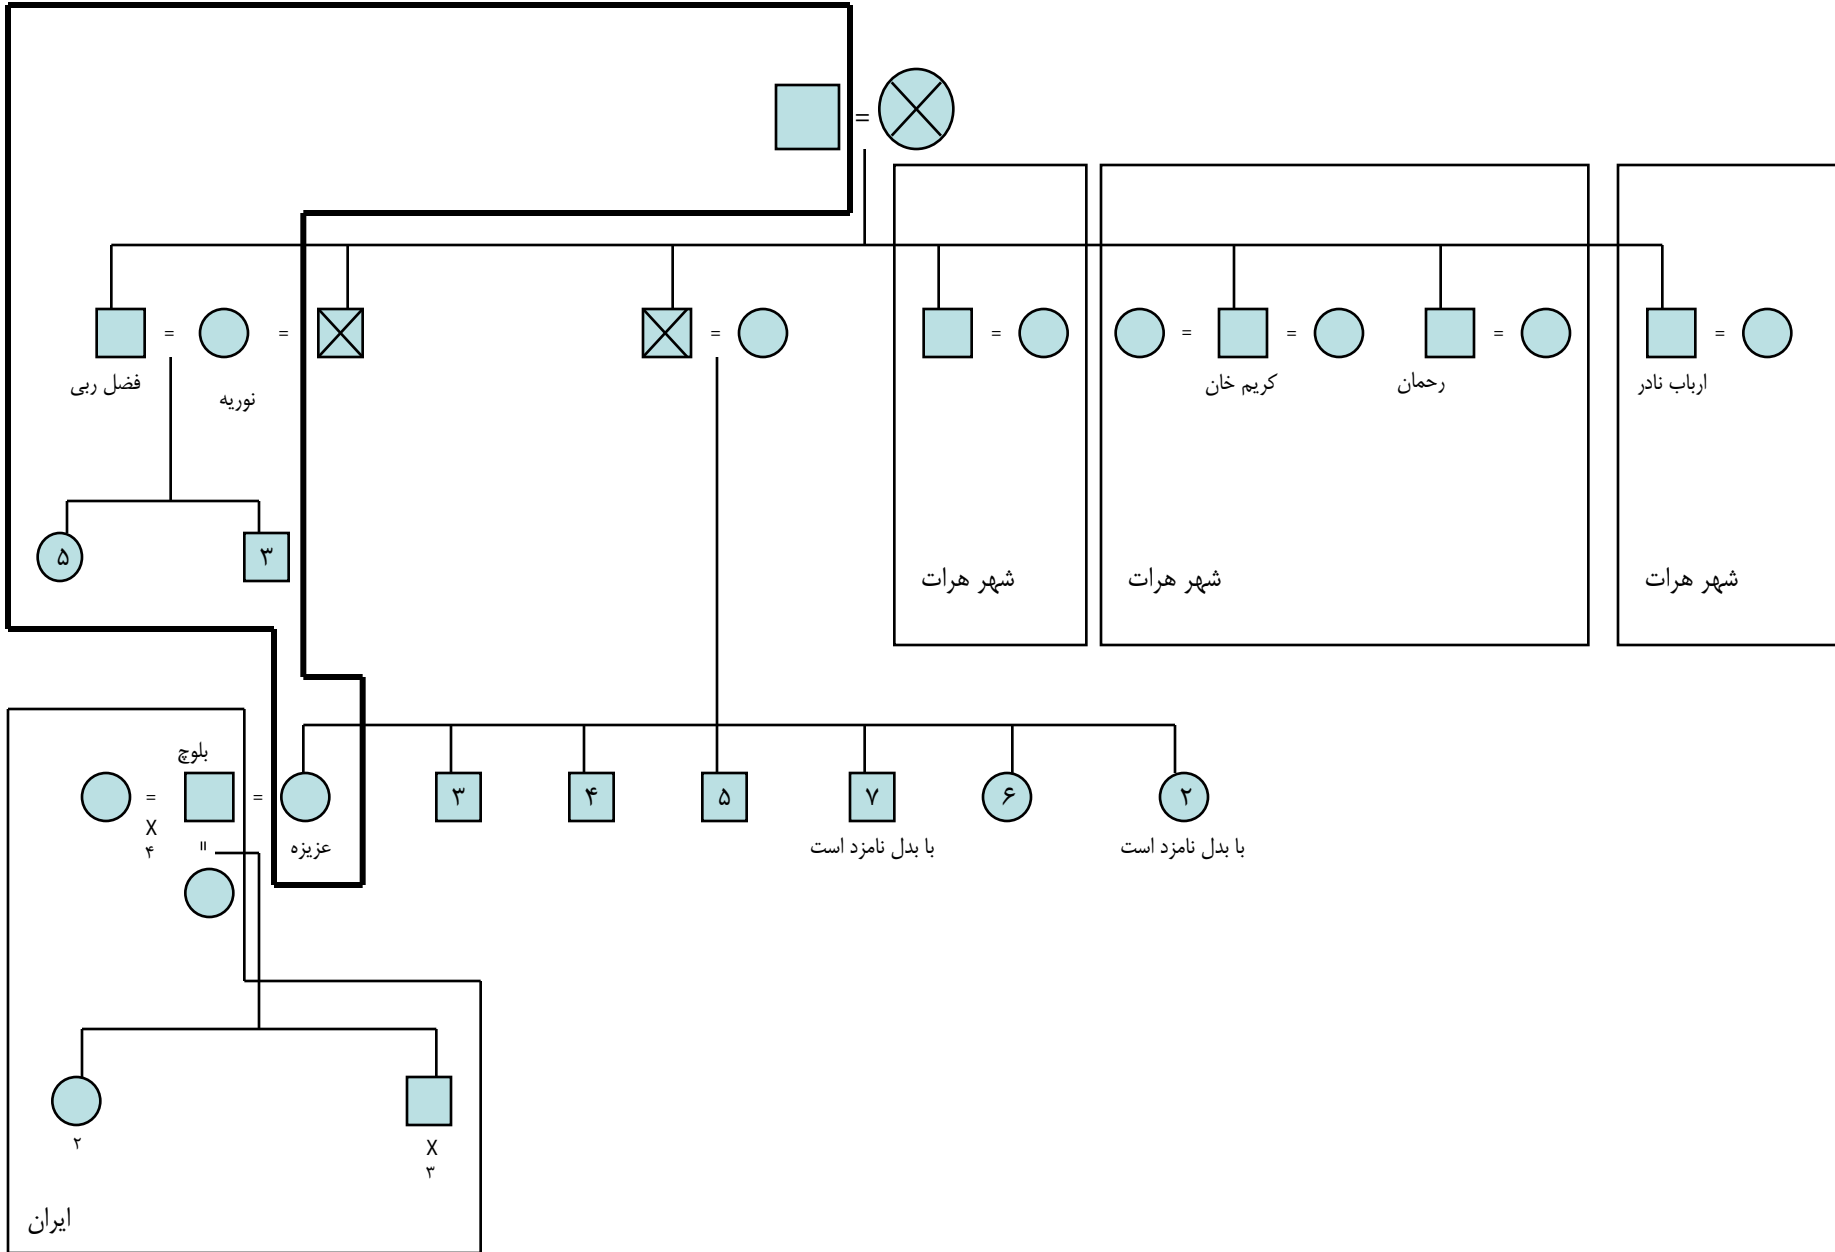 =
= = = = = = = =
فضل ربی
نوریه
کریم خان
رحمان
ارباب نادر
۵
۳
شهر هرات
شهر هرات
شهر هرات
بلوچ
= =
۳
۴
۵
۷
۶
۲
X
۴
=
عزیزه
با بدل نامزد است
با بدل نامزد است
۲
X
۳
ایران